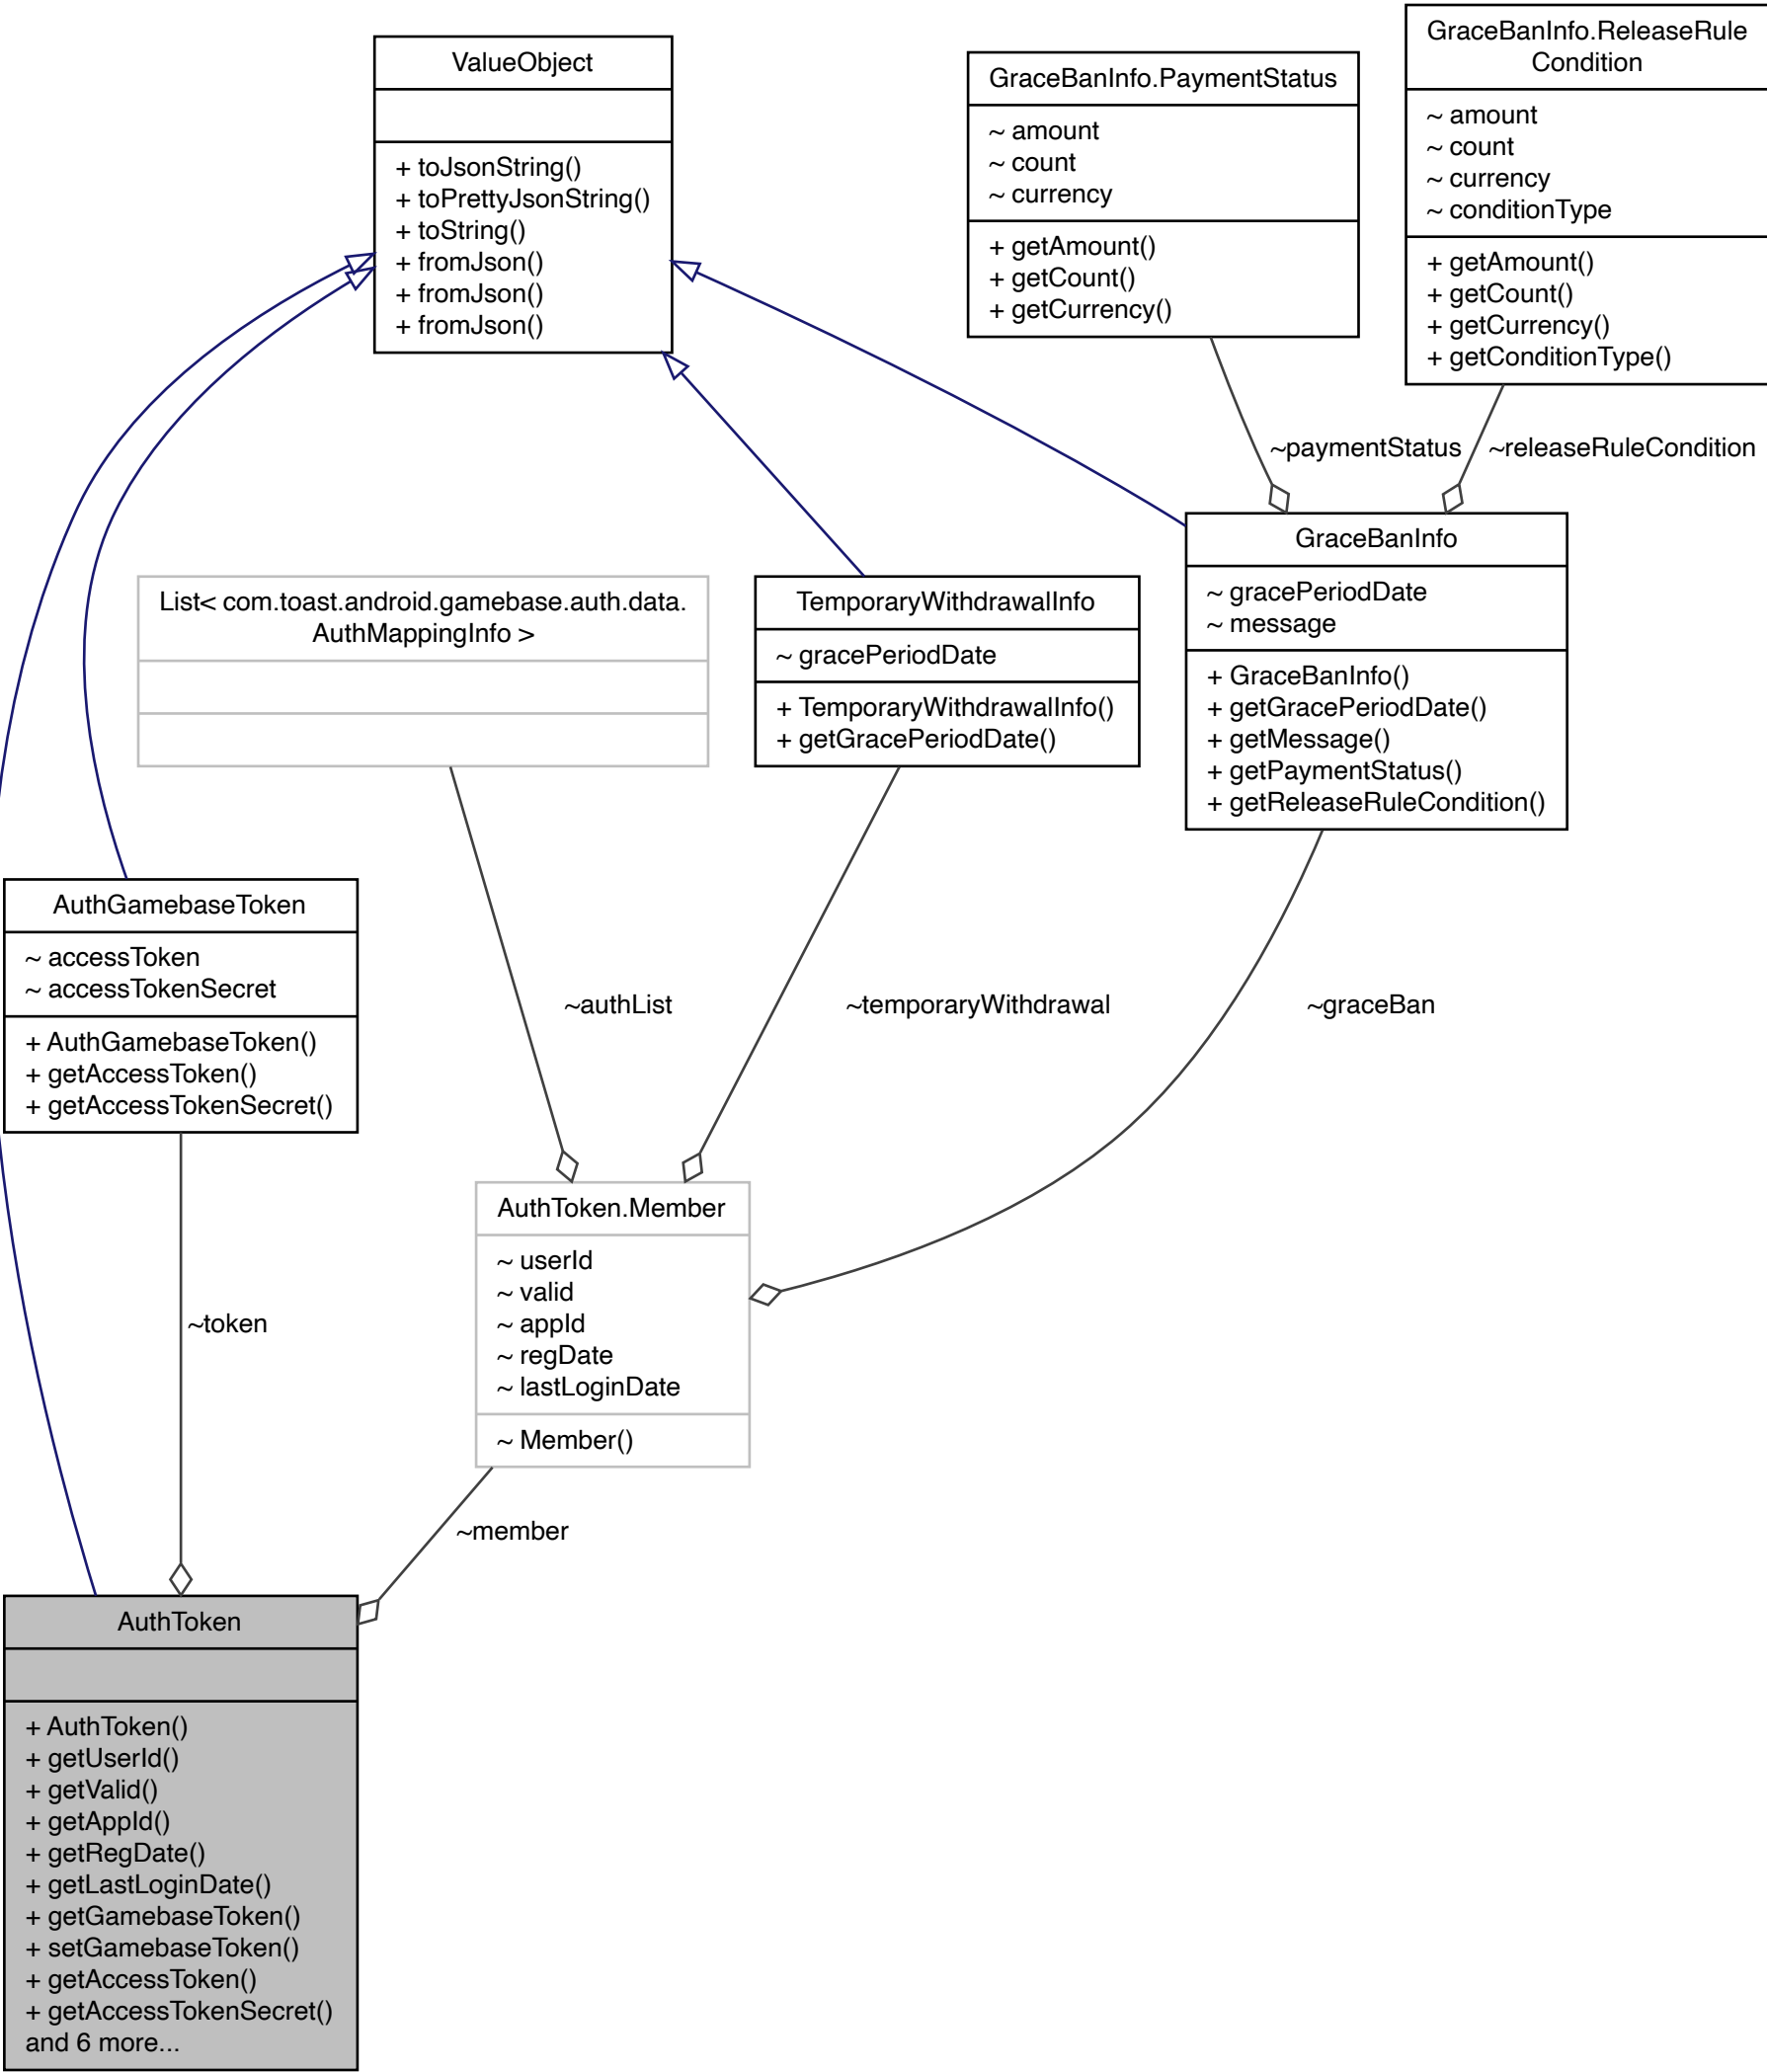 ValueObject
+ toJsonString()
+ toPrettyJsonString()
+ toString()
+ fromJson()
+ fromJson()
+ fromJson()
GraceBanInfo.PaymentStatus
~ amount
~ count
~ currency
+ getAmount()
+ getCount()
+ getCurrency()
GraceBanInfo.ReleaseRule
Condition
~ amount
~ count
~ currency
~ conditionType
+ getAmount()
+ getCount()
+ getCurrency()
+ getConditionType()
~paymentStatus
~releaseRuleCondition
List< com.toast.android.gamebase.auth.data.
AuthMappingInfo >
TemporaryWithdrawalInfo
~ gracePeriodDate
+ TemporaryWithdrawalInfo()
+ getGracePeriodDate()
GraceBanInfo
~ gracePeriodDate
~ message
+ GraceBanInfo()
+ getGracePeriodDate()
+ getMessage()
+ getPaymentStatus()
+ getReleaseRuleCondition()
AuthGamebaseToken
~ accessToken
~ accessTokenSecret
+ AuthGamebaseToken()
+ getAccessToken()
+ getAccessTokenSecret()
~authList
~temporaryWithdrawal
~graceBan
AuthToken.Member
~ userId
~ valid
~ appId
~ regDate
~ lastLoginDate
~ Member()
~token
~member
AuthToken
+ AuthToken()
+ getUserId()
+ getValid()
+ getAppId()
+ getRegDate()
+ getLastLoginDate()
+ getGamebaseToken()
+ setGamebaseToken()
+ getAccessToken()
+ getAccessTokenSecret()
and 6 more...